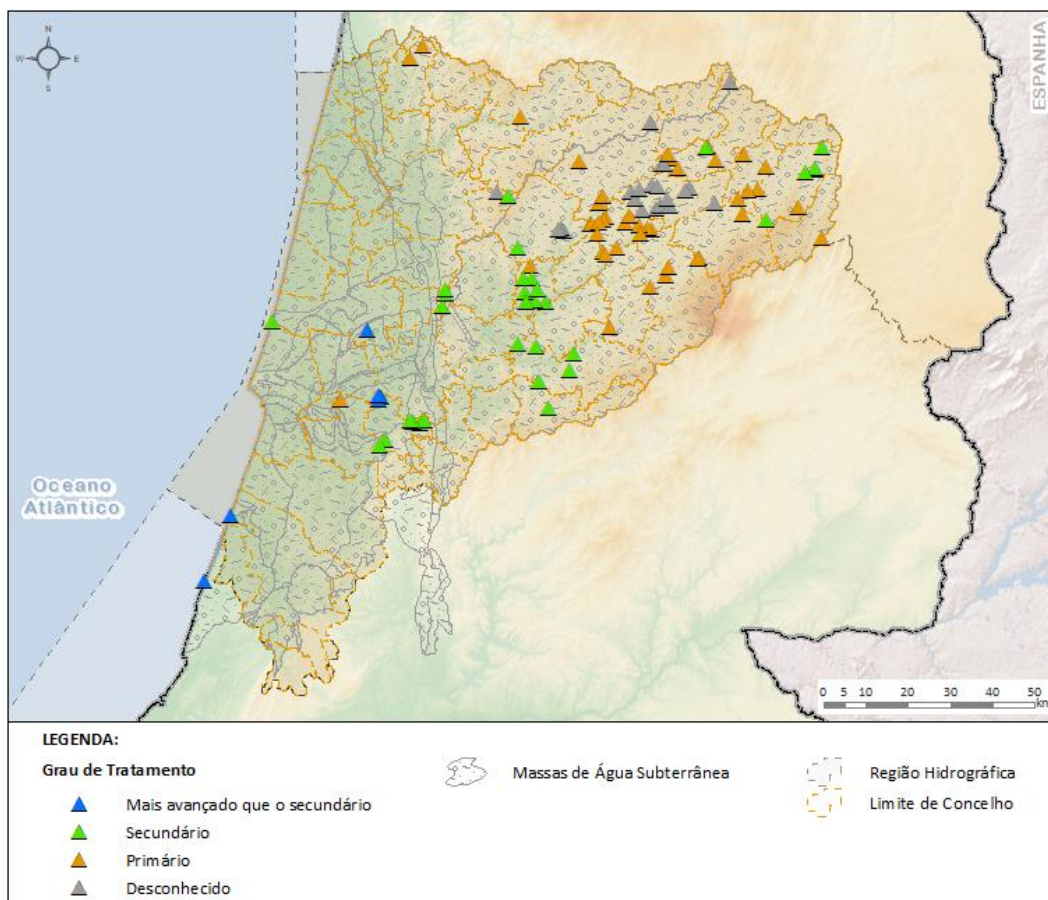 N
W
E
S
ESPANHA
Oceano
Atlântico
0 5 10 20 30 40 50
km
LEGENDA:
Grau de Tratamento
Mais avançado que o secundário
Secundário
Primário
Desconhecido
Massas de Água Subterrânea
Região Hidrográfica
Limite de Concelho